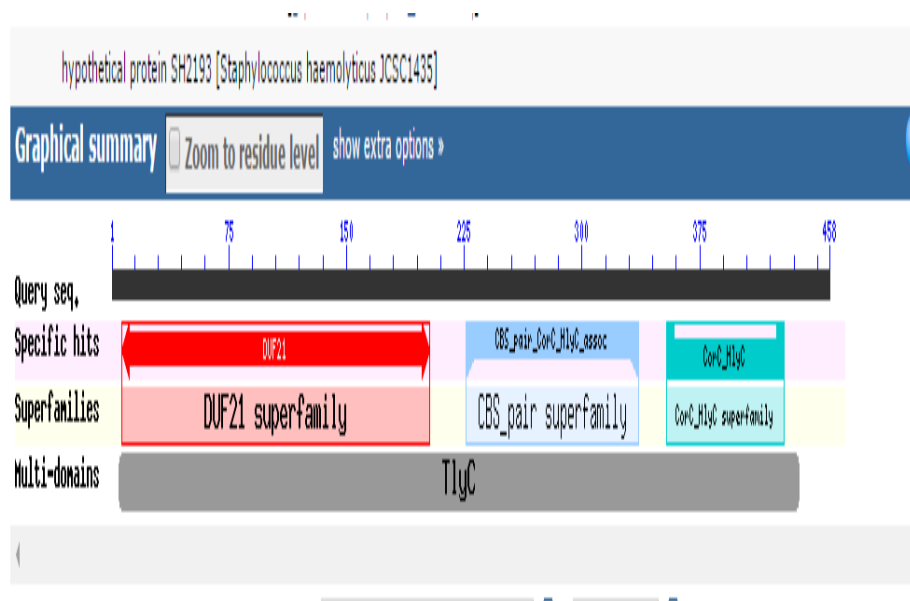 hypothetical protein SH2193 [Staphylococcus haemolyticus JCSC1435]
Graphical summary Zoom to residue level show extra options »
1 75 150 225 300 375 458
Query seq.
Specific hits DUF21 CBS_pair_CorC_HlyC_assoc CorC_HlyC
Superfamilies DUF21 superfamily CBS_pair superfamily CorC_HlyC superfamily
Multi-domains TlyC